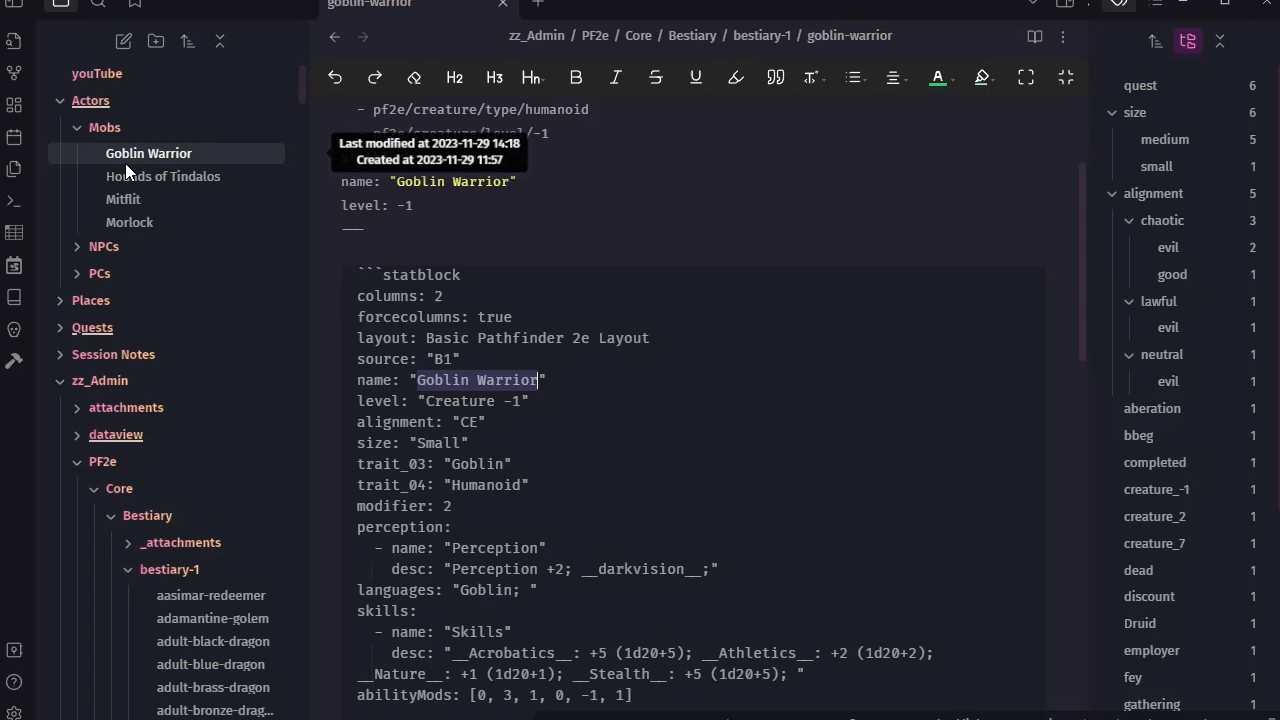 goblin-warrior
zz_Admin / PF2e / Core / Bestiary / bestiary-1 / goblin-warrior
H2 H3 Hn B I S U A
youTube
Actors
Mobs
Goblin Warrior
Hounds of Tindalos
Mitflit
Morlock
NPCs
PCs
Places
Quests
Session Notes
zz_Admin
attachments
dataview
PF2e
Core
Bestiary
_attachments
bestiary-1
aasimar-redeemer
adamantine-golem
adult-black-dragon
adult-blue-dragon
adult-brass-dragon
adult-bronze-drag...
- pf2e/creature/type/humanoid
- pf2e/creature/level/-1
Last modified at 2023-11-29 14:18
Created at 2023-11-29 11:57
name: "Goblin Warrior"
level: -1
---
```statblock
columns: 2
forcecolumns: true
layout: Basic Pathfinder 2e Layout
source: "B1"
name: "Goblin Warrior"
level: "Creature -1"
alignment: "CE"
size: "Small"
trait_03: "Goblin"
trait_04: "Humanoid"
modifier: 2
perception:
- name: "Perception"
desc: "Perception +2; __darkvision__;"
languages: "Goblin; "
skills:
- name: "Skills"
desc: "__Acrobatics__: +5 (1d20+5); __Athletics__: +2 (1d20+2);
__Nature__: +1 (1d20+1); __Stealth__: +5 (1d20+5); "
abilityMods: [0, 3, 1, 0, -1, 1]
quest 6
size 6
medium 5
small 1
alignment 5
chaotic 3
evil 2
good 1
lawful 1
evil 1
neutral 1
evil 1
aberation 1
bbeg 1
completed 1
creature_-1 1
creature_2 1
creature_7 1
dead 1
discount 1
Druid 1
employer 1
fey 1
gathering 1